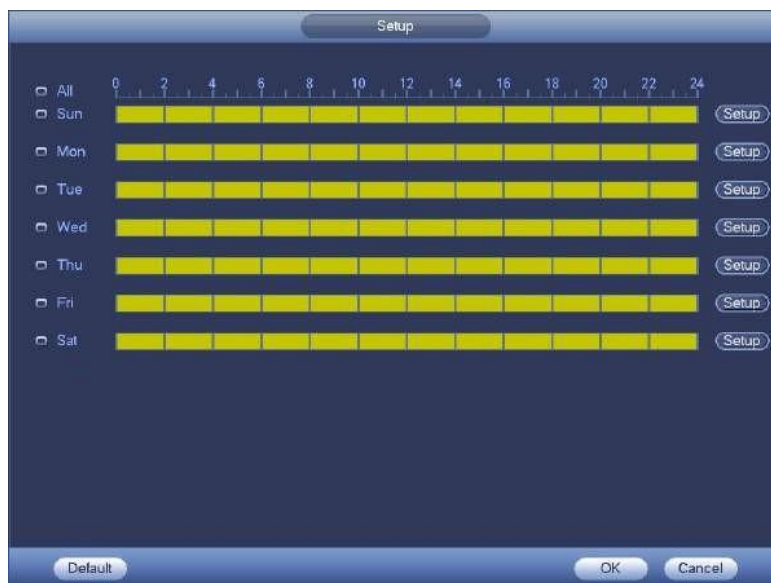 Setup
All 0 2 4 6 8 10 12 14 16 18 20 22 24
Sun Setup
Mon Setup
Tue Setup
Wed Setup
Thu Setup
Fri Setup
Sat Setup
Default OK Cancel